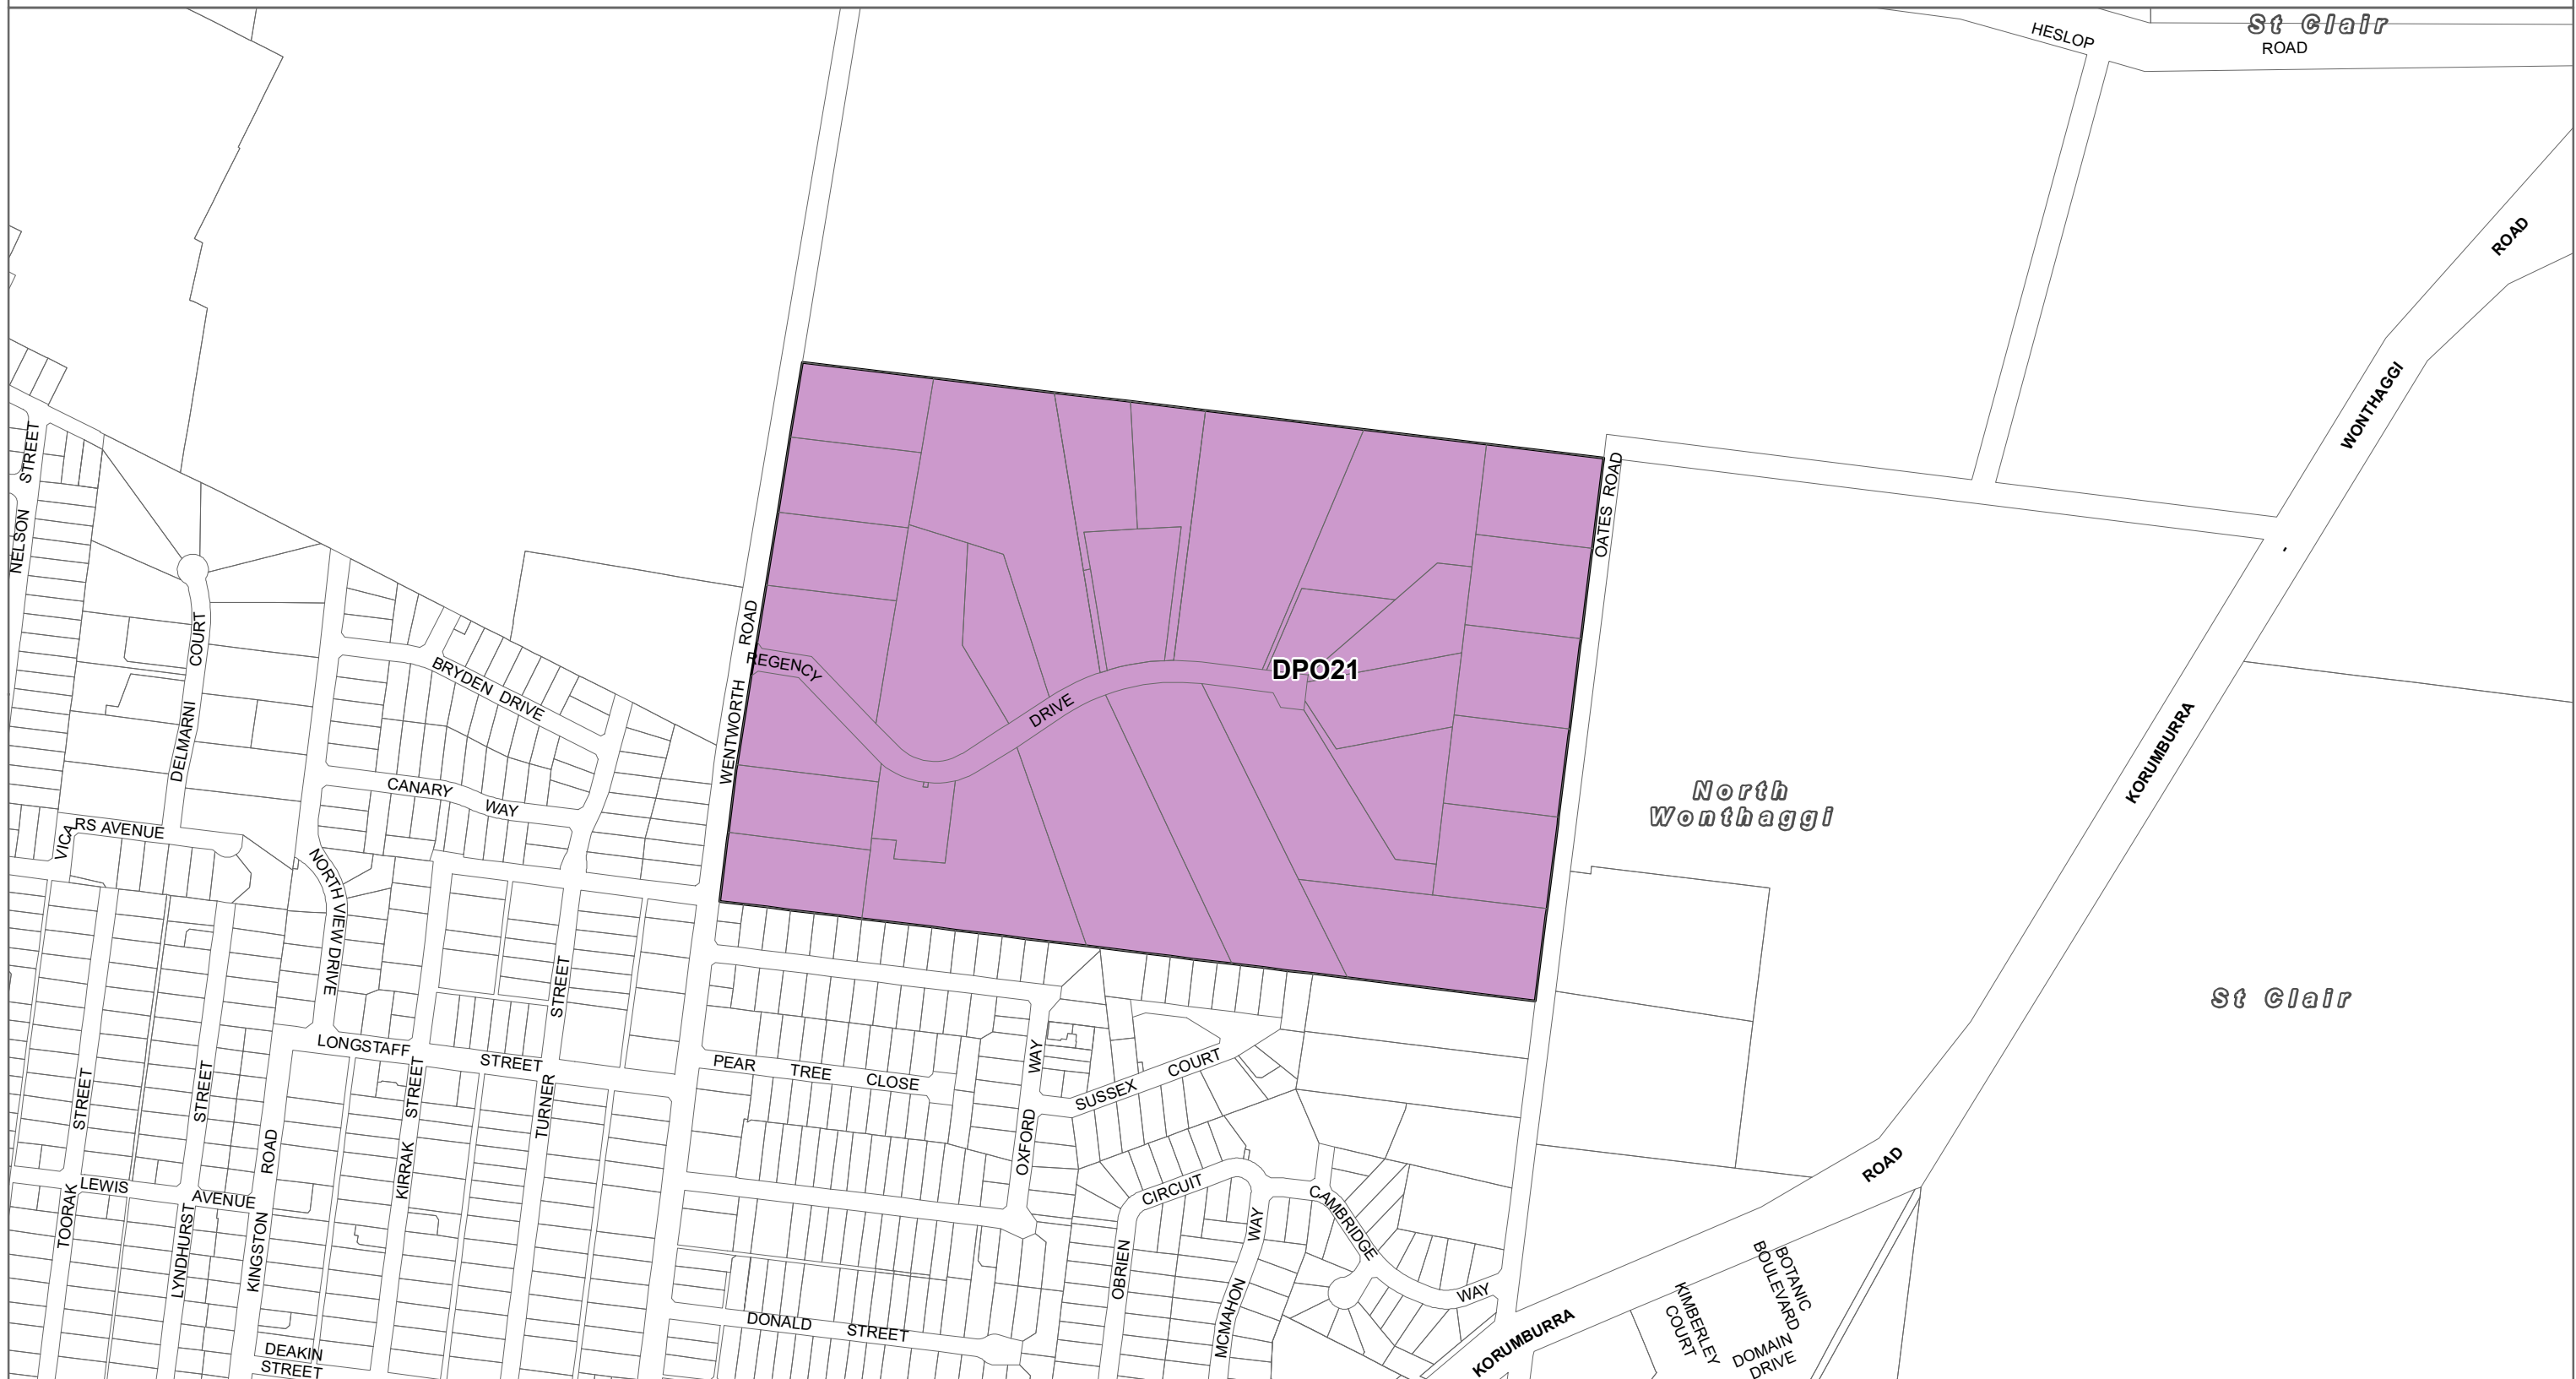 St Clair
HESLOP
ROAD
ROAD
WONTHAGGI
STREET
NELSON
OATES ROAD
COURT
DELMARNI
BRYDEN DRIVE
ROAD
WENTWORTH
REGENCY
DRIVE
DPO21
KORUMBURRA
CANARY WAY
North
Wonthaggi
VICA
RS AVENUE
NORTH VIEW DRIVE
STREET
TURNER
St Clair
LONGSTAFF STREET
STREET
KIRRAK
PEAR TREE CLOSE
WAY
OXFORD
SUSSEX COURT
STREET
TOORAK
STREET
LYNDHURST
ROAD
KINGSTON
LEWIS AVENUE
CIRCUIT
OBRIEN
WAY
MCMAHON
CAMBRIDGE
WAY
ROAD
KORUMBURRA
DONALD STREET
DEAKIN
STREET
BOTANIC
BOULEVARD
KIMBERLEY
COURT
DOMAIN
DRIVE